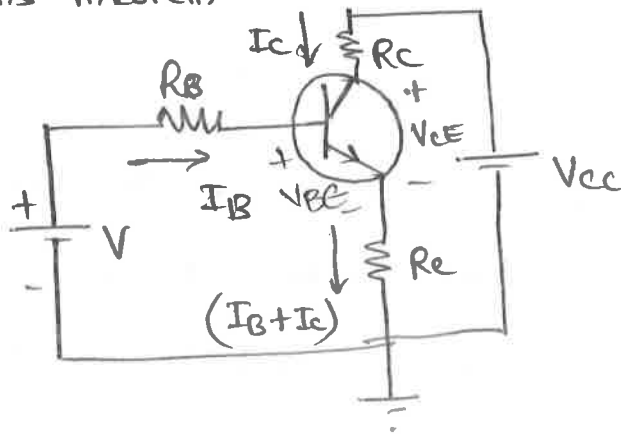 Ic
Rc
RB
+
VCE
-
Vcc
+
IB
+ VBE -
V
-
Re
(IB+Ic)